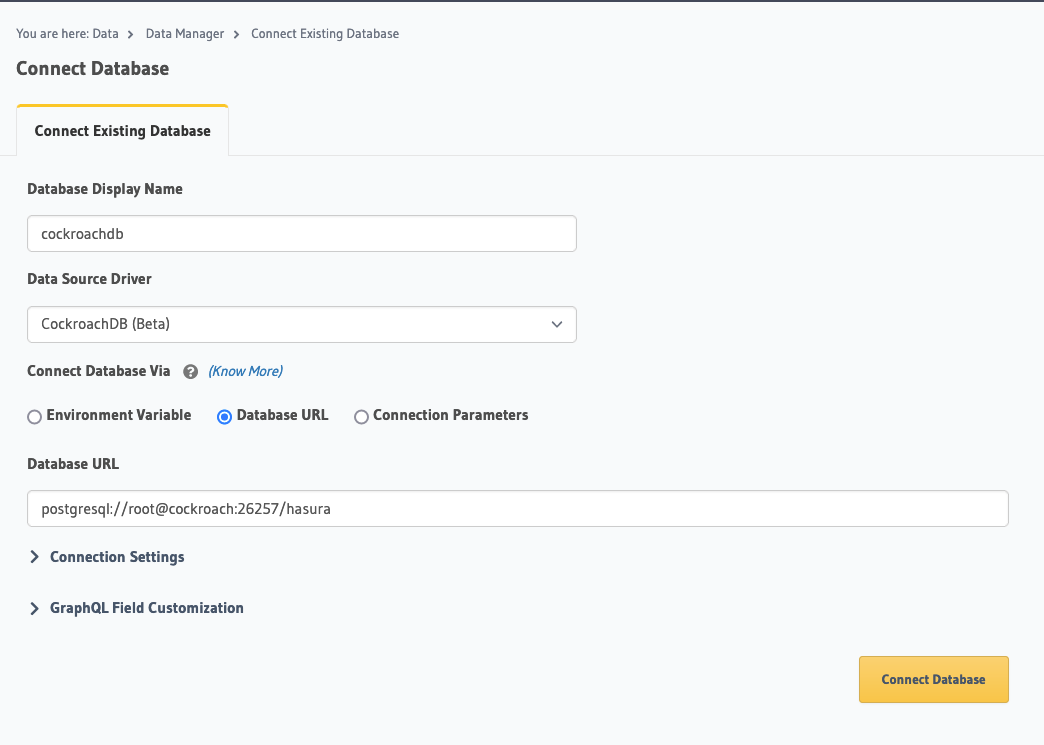 You are here: Data > Data Manager > Connect Existing Database
Connect Database
Connect Existing Database
Database Display Name
cockroachdb
Data Source Driver
CockroachDB (Beta)
Connect Database Via ? (Know More)
Environment Variable Database URL Connection Parameters
Database URL
postgresql://root@cockroach:26257/hasura
Connection Settings
GraphQL Field Customization
Connect Database